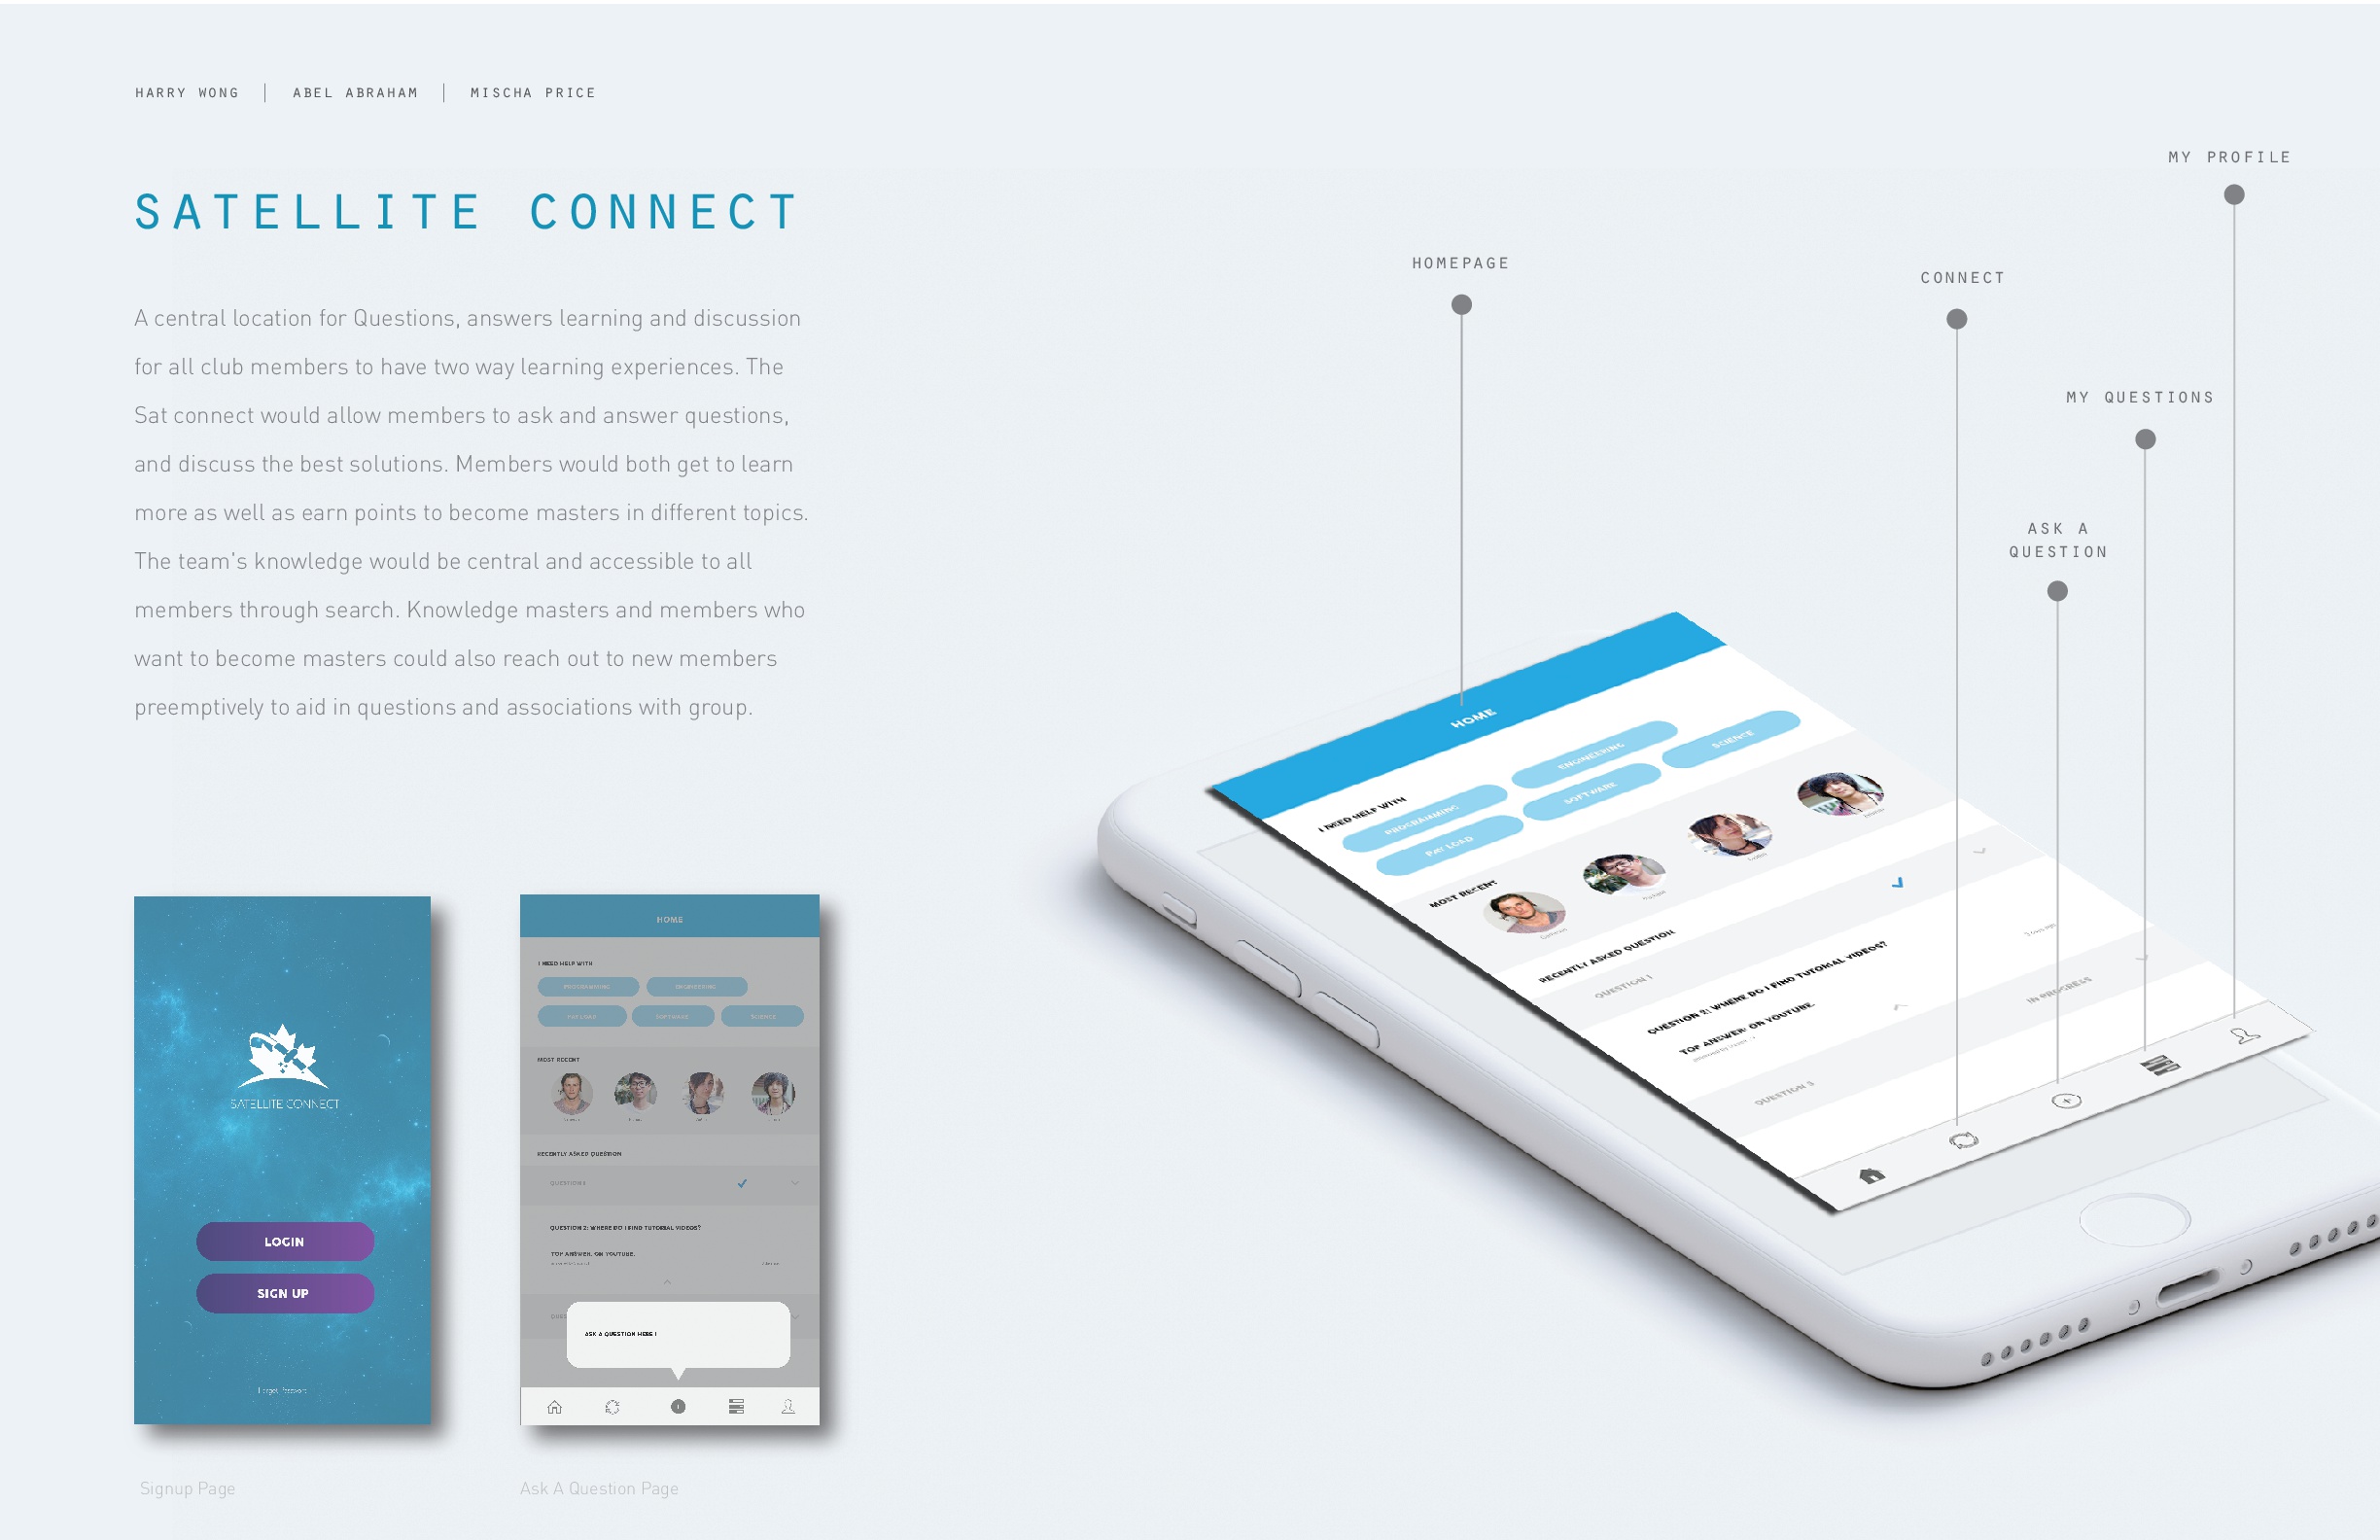 HARRY WONG | ABEL ABRAHAM | MISCHA PRICE
SATELLITE CONNECT
A central location for Questions, answers learning and discussion
for all club members to have two way learning experiences. The
Sat connect would allow members to ask and answer questions,
and discuss the best solutions. Members would both get to learn
more as well as earn points to become masters in different topics.
The team's knowledge would be central and accessible to all
members through search. Knowledge masters and members who
want to become masters could also reach out to new members
preemptively to aid in questions and associations with group.
SATELLITE CONNECT
LOGIN
SIGN UP
Forgot Password
Signup Page
HOME
I NEED HELP WITH
PROGRAMMING
ENGINEERING
PAYLOAD
SOFTWARE
SCIENCE
MOST RECENT
RECENTLY ASKED QUESTION
QUESTION 1
QUESTION 2: WHERE DO I FIND TUTORIAL VIDEOS?
TOP ANSWER: ON YOUTUBE.
ASK A QUESTION HERE !
Ask A Question Page
MY PROFILE
HOMEPAGE
CONNECT
MY QUESTIONS
ASK A
QUESTION
HOME
I NEED HELP WITH
PROGRAMMING
ENGINEERING
PAY LOAD
SOFTWARE
SCIENCE
MOST RECENT
RECENTLY ASKED QUESTION
QUESTION 1
QUESTION 2: WHERE DO I FIND TUTORIAL VIDEOS?
TOP ANSWER: ON YOUTUBE.
QUESTION 3
IN PROGRESS